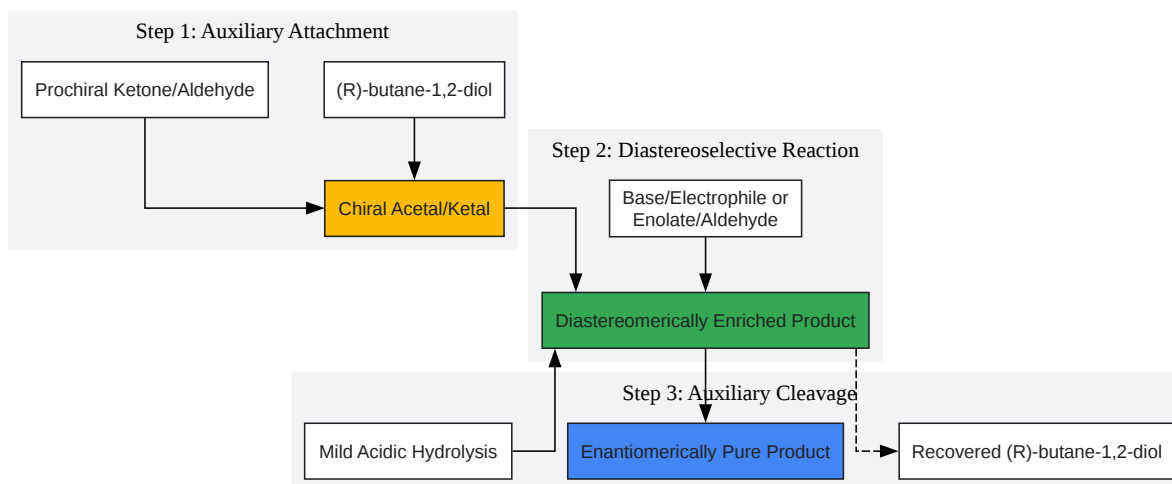 Step 1: Auxiliary Attachment
Prochiral Ketone/Aldehyde
(R)-butane-1,2-diol
Chiral Acetal/Ketal
Step 2: Diastereoselective Reaction
Base/Electrophile or
Enolate/Aldehyde
Diastereomerically Enriched Product
Step 3: Auxiliary Cleavage
Mild Acidic Hydrolysis
Enantiomerically Pure Product
Recovered (R)-butane-1,2-diol